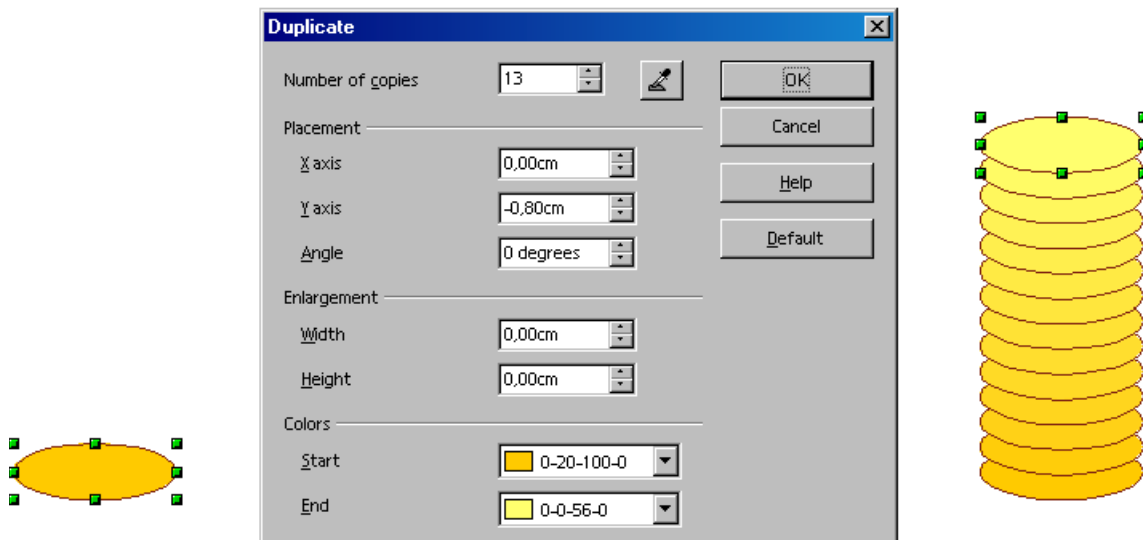 Duplicate
Number of copies 13 OK
Placement Cancel
X axis 0,00cm Help
Y axis -0,80cm
Angle 0 degrees Default
Enlargement
Width 0,00cm
Height 0,00cm
Colors
Start 0-20-100-0
End 0-0-56-0